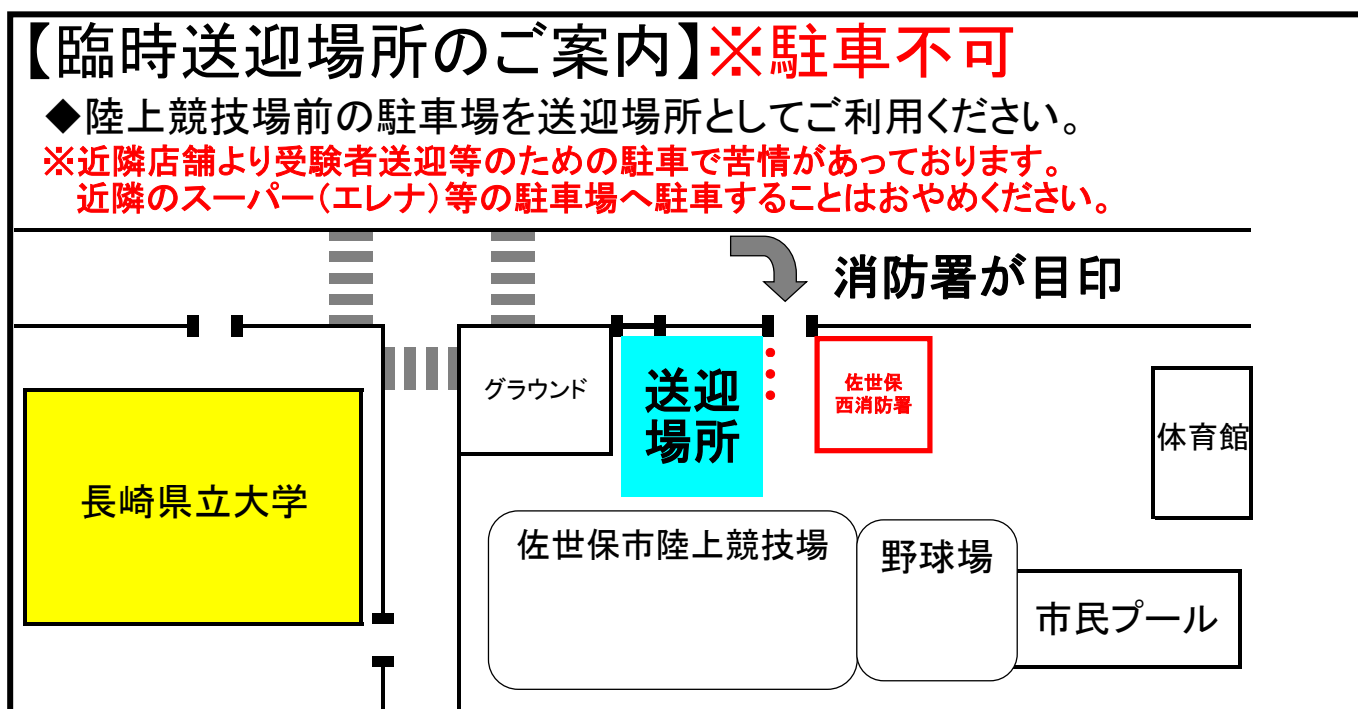 【臨時送迎場所のご案内】※駐車不可
◆陸上競技場前の駐車場を送迎場所としてご利用ください。
※近隣店舗より受験者送迎等のための駐車で苦情があっております。
近隣のスーパー(エレナ)等の駐車場へ駐車することはおやめください。
消防署が目印
グラウンド
送迎
場所
佐世保
西消防署
体育館
長崎県立大学
佐世保市陸上競技場
野球場
市民プール